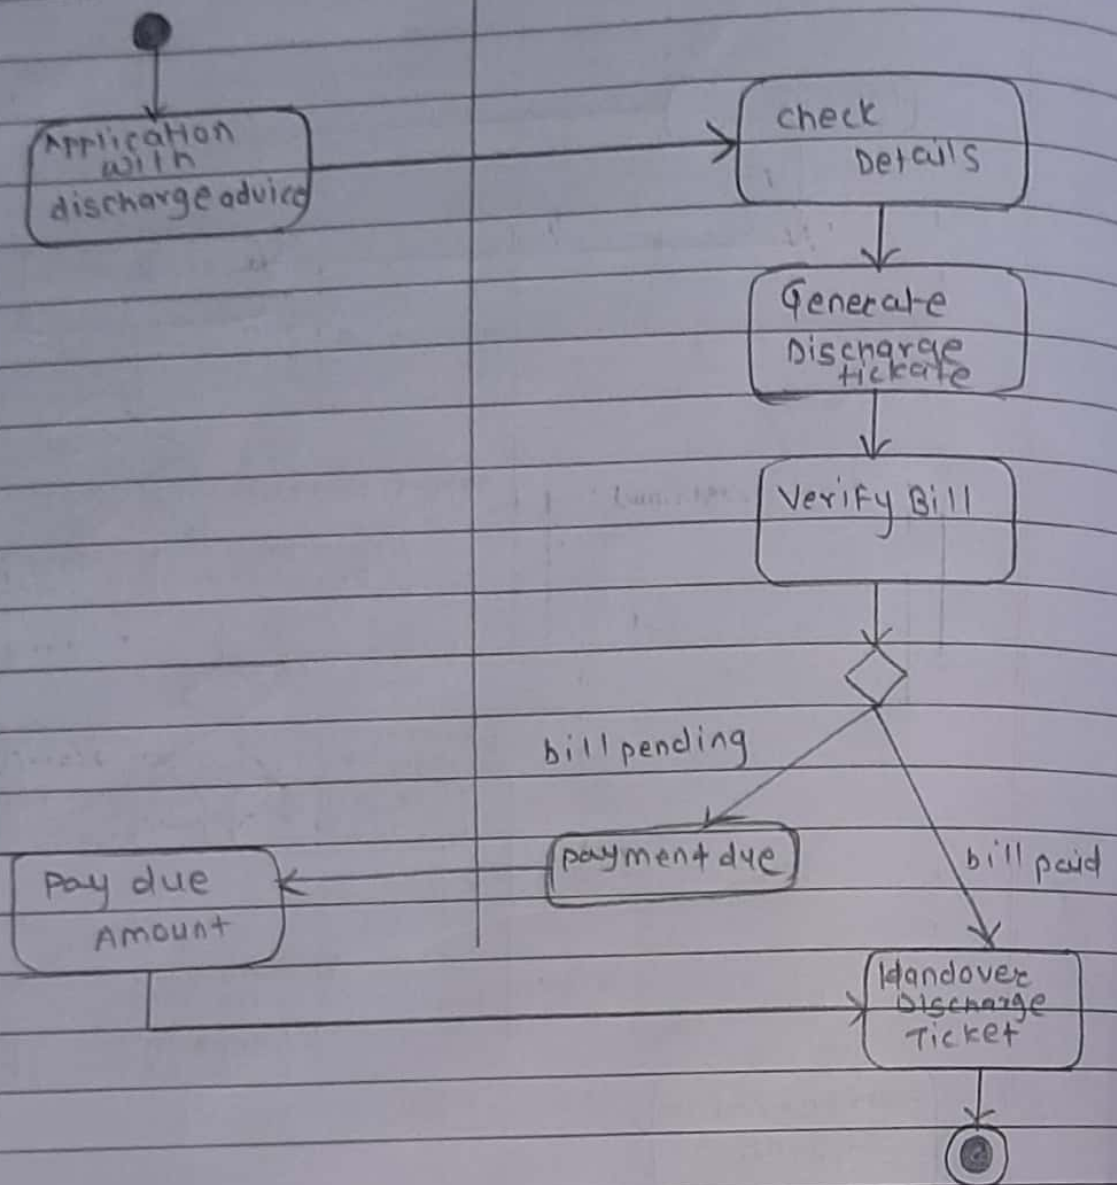 Application
with
discharge advice
check
Details
Generate
Discharge
tickate
Verify Bill
bill pending
payment due
bill paid
Pay due
Amount
Handover
Discharge
Ticket